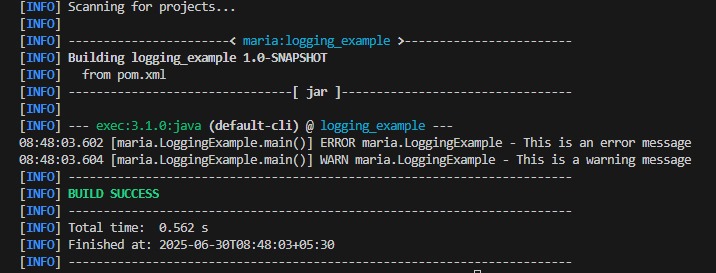 [INFO] Scanning for projects...
[INFO]
[INFO] -----------------------< maria:logging_example >------------------------
[INFO] Building logging_example 1.0-SNAPSHOT
[INFO]   from pom.xml
[INFO] --------------------------------[ jar ]---------------------------------
[INFO]
[INFO] --- exec:3.1.0:java (default-cli) @ logging_example ---
08:48:03.602 [maria.LoggingExample.main()] ERROR maria.LoggingExample - This is an error message
08:48:03.604 [maria.LoggingExample.main()] WARN maria.LoggingExample - This is a warning message
[INFO] ------------------------------------------------------------------------
[INFO] BUILD SUCCESS
[INFO] ------------------------------------------------------------------------
[INFO] Total time:  0.562 s
[INFO] Finished at: 2025-06-30T08:48:03+05:30
[INFO] ------------------------------------------------------------------------